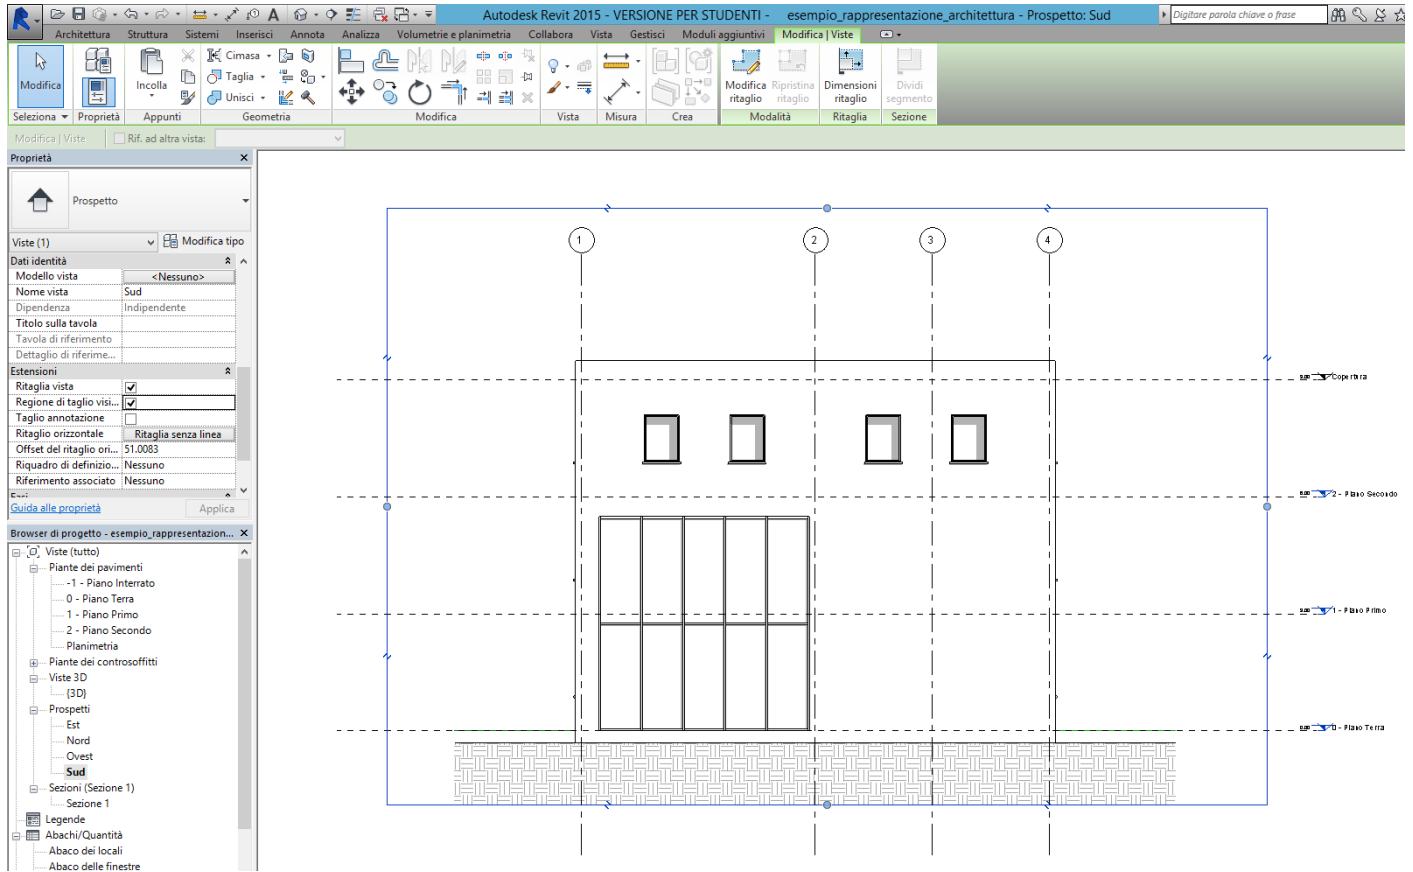 Autodesk Revit 2015 - VERSIONE PER STUDENTI - esempio_rappresentazione_architettura - Prospetto: Sud
Digitare parola chiave o frase
Architettura Struttura Sistemi Inserisci Annota Analizza Volumetrie e planimetria Collabora Vista Gestisci Moduli aggiuntivi Modifica | Viste
Cimasa
Taglia
Unisci
Modifica
Incolla
Modifica ritaglio
Ripristina ritaglio
Dimensioni ritaglio
Dividi segmento
Seleziona Proprietà Appunti Geometria Modifica Vista Misura Crea Modalità Ritaglia Sezione
Modifica | Viste Rif. ad altra vista:
Proprietà
Prospetto
Viste (1) Modifica tipo
Dati identità
Modello vista <Nessuno>
Nome vista Sud
Dipendenza Indipendente
Titolo sulla tavola
Tavola di riferimento
Dettaglio di riferime...
Estensioni
Ritaglia vista
Regione di taglio visi...
Taglio annotazione
Ritaglio orizzontale Ritaglia senza linea
Offset del ritaglio ori... 51.0083
Riquadro di definizio... Nessuno
Riferimento associato Nessuno
Fasi
Guida alle proprietà Applica
Browser di progetto - esempio_rappresentazion...
Viste (tutto)
Piante dei pavimenti
-1 - Piano Interrato
0 - Piano Terra
1 - Piano Primo
2 - Piano Secondo
Planimetria
Piante dei controsoffitti
Viste 3D
{3D}
Prospetti
Est
Nord
Ovest
Sud
Sezioni (Sezione 1)
Sezione 1
Legende
Abachi/Quantità
Abaco dei locali
Abaco delle finestre
1 2 3 4
Copertura
2 - Piano Secondo
1 - Piano Primo
0 - Piano Terra